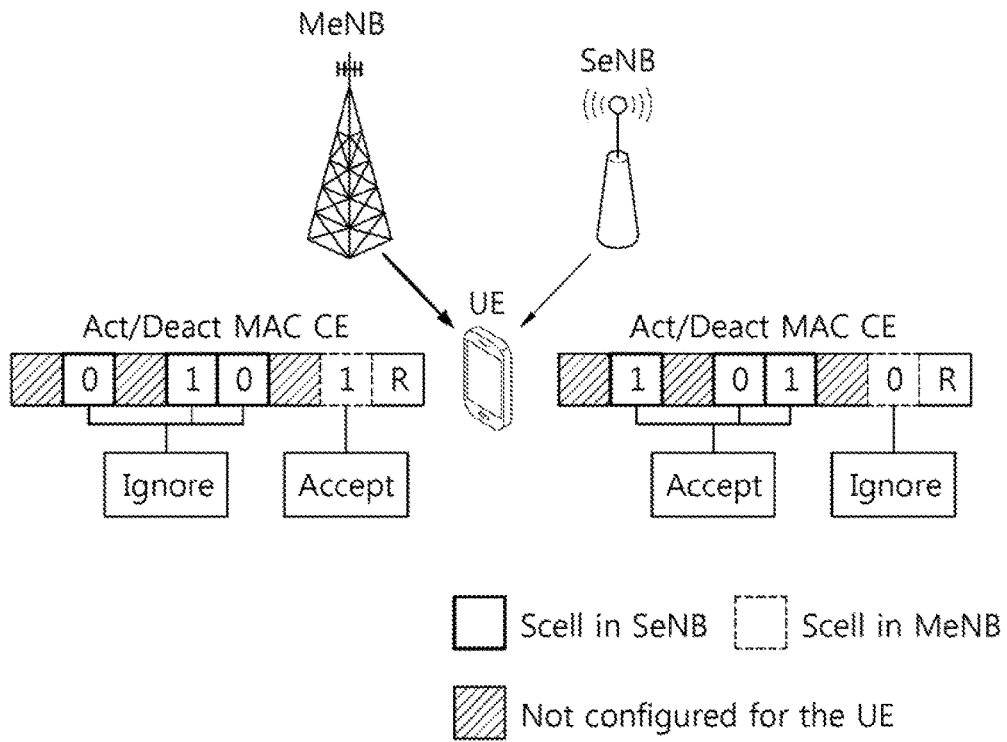 MeNB
SeNB
UE
Act/Deact MAC CE
0 1 0 1 R
Ignore
Accept
Act/Deact MAC CE
1 0 1 0 R
Accept
Ignore
Scell in SeNB
Scell in MeNB
Not configured for the UE